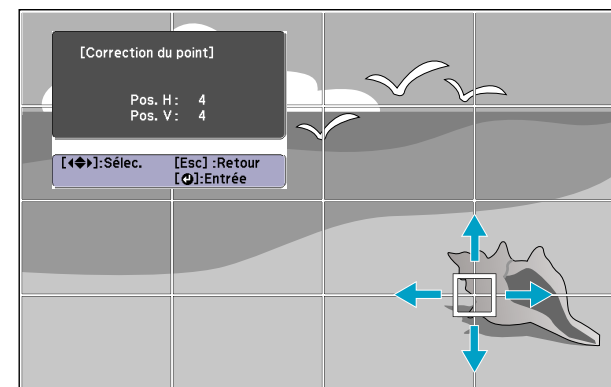 [Correction du point]
Pos. H: 4
Pos. V: 4
[◀◆▶]:Sélec. [Esc] :Retour
[↵]:Entrée